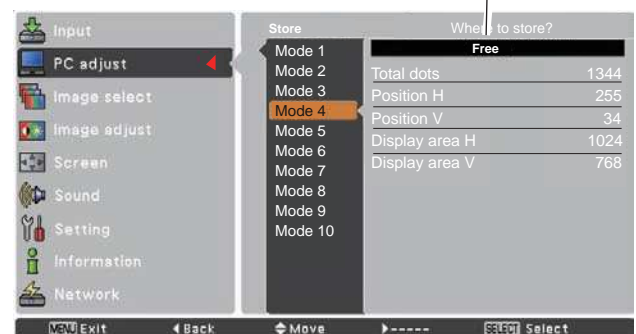 Input
PC adjust
Image select
Image adjust
Screen
Sound
Setting
Information
Network
Store
Mode 1
Mode 2
Mode 3
Mode 4
Mode 5
Mode 6
Mode 7
Mode 8
Mode 9
Mode 10
Where to store?
Free
Total dots 1344
Position H 255
Position V 34
Display area H 1024
Display area V 768
MENU Exit Back Move ----- SELECT Select